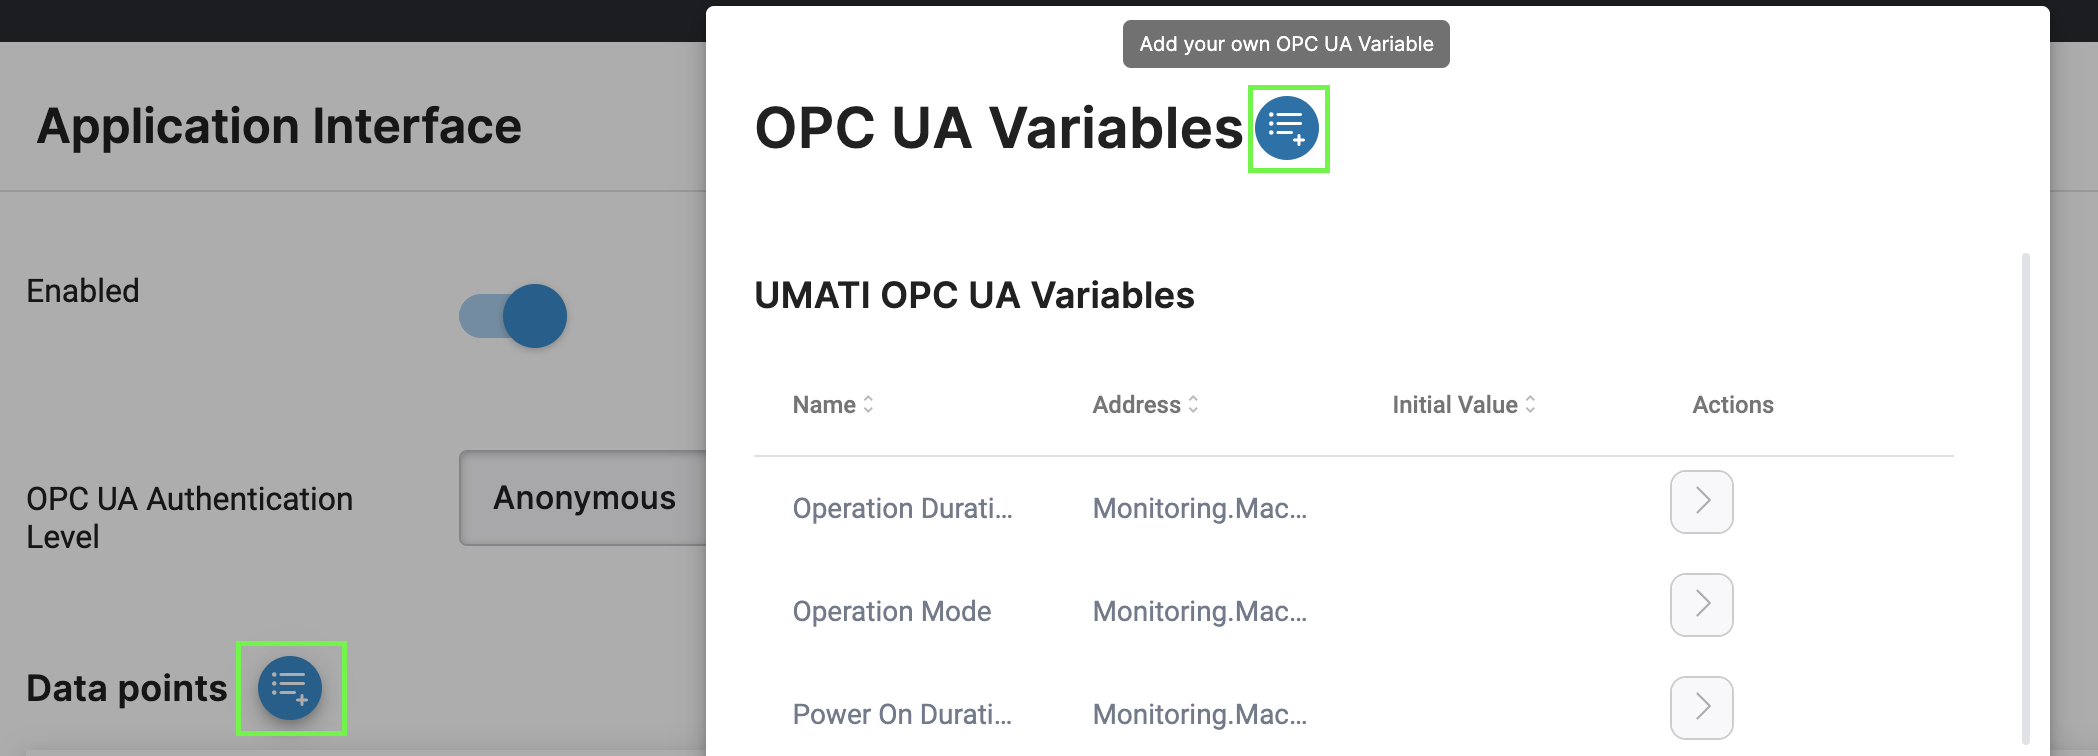 Application Interface
Enabled
OPC UA Authentication
Level
Anonymous
Data points
Add your own OPC UA Variable
OPC UA Variables
UMATI OPC UA Variables
Name Address Initial Value Actions
Operation Durati... Monitoring.Mac...
Operation Mode Monitoring.Mac...
Power On Durati... Monitoring.Mac...